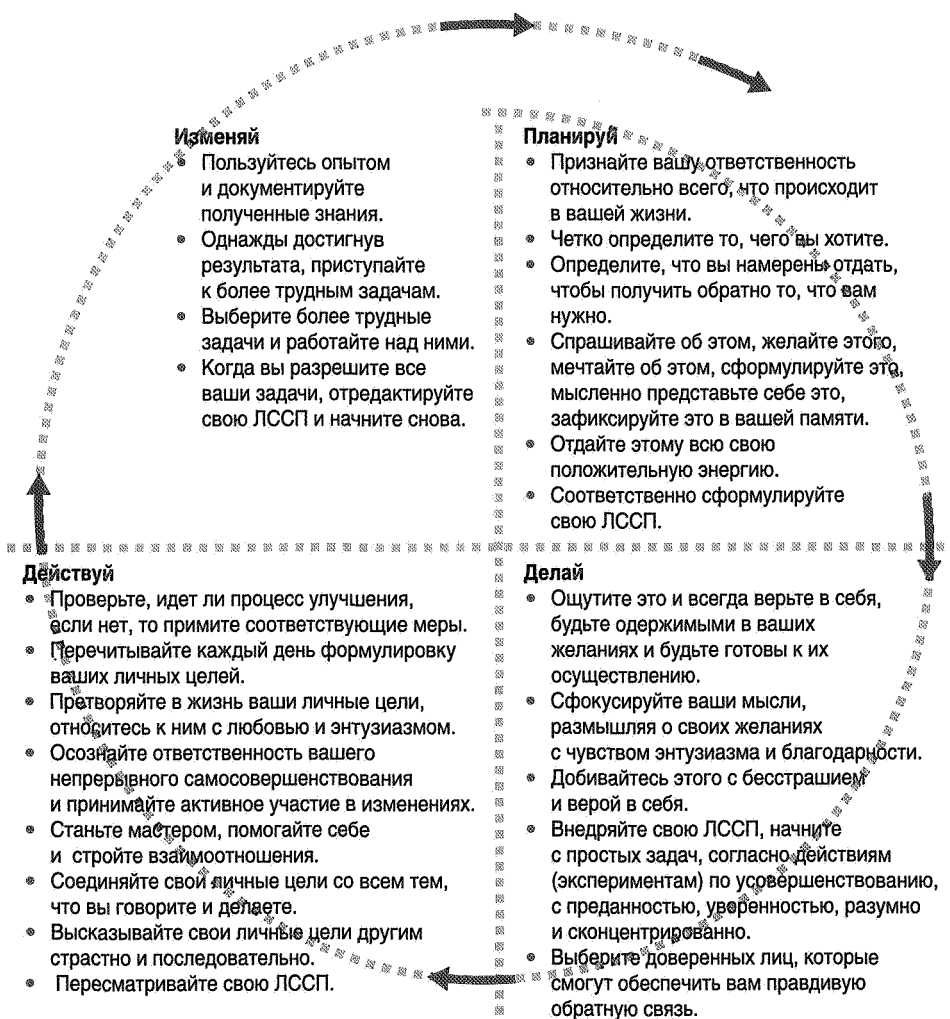 Изменяй
• Пользуйтесь опытом
и документируйте
полученные знания.
• Однажды достигнув
результата, приступайте
к более трудным задачам.
• Выберите более трудные
задачи и работайте над ними.
• Когда вы разрешите все
ваши задачи, отредактируйте
свою ЛССП и начните снова.
Планируй
• Признайте вашу ответственность
относительно всего, что происходит
в вашей жизни.
• Четко определите то, чего вы хотите.
• Определите, что вы намерены отдать,
чтобы получить обратно то, что вам
нужно.
• Спрашивайте об этом, желайте этого,
мечтайте об этом, сформулируйте это,
мысленно представьте себе это,
зафиксируйте это в вашей памяти.
• Отдайте этому всю свою
положительную энергию.
• Соответственно сформулируйте
свою ЛССП.
Действуй
• Проверьте, идет ли процесс улучшения,
если нет, то примите соответствующие меры.
• Перечитывайте каждый день формулировку
ваших личных целей.
• Претворяйте в жизнь ваши личные цели,
относитесь к ним с любовью и энтузиазмом.
• Осознайте ответственность вашего
непрерывного самосовершенствования
и принимайте активное участие в изменениях.
• Станьте мастером, помогайте себе
и стройте взаимоотношения.
• Соединяйте свои личные цели со всем тем,
что вы говорите и делаете.
• Высказывайте свои личные цели другим
страстно и последовательно.
• Пересматривайте свою ЛССП.
Делай
• Ощутите это и всегда верьте в себя,
будьте одержимыми в ваших
желаниях и будьте готовы к их
осуществлению.
• Сфокусируйте ваши мысли,
размышляя о своих желаниях
с чувством энтузиазма и благодарности.
• Добивайтесь этого с бесстрашием
и верой в себя.
• Внедряйте свою ЛССП, начните
с простых задач, согласно действиям
(экспериментам) по усовершенствованию,
с преданностью, уверенностью, разумно
и сконцентрированно.
• Выберите доверенных лиц, которые
смогут обеспечить вам правдивую
обратную связь.